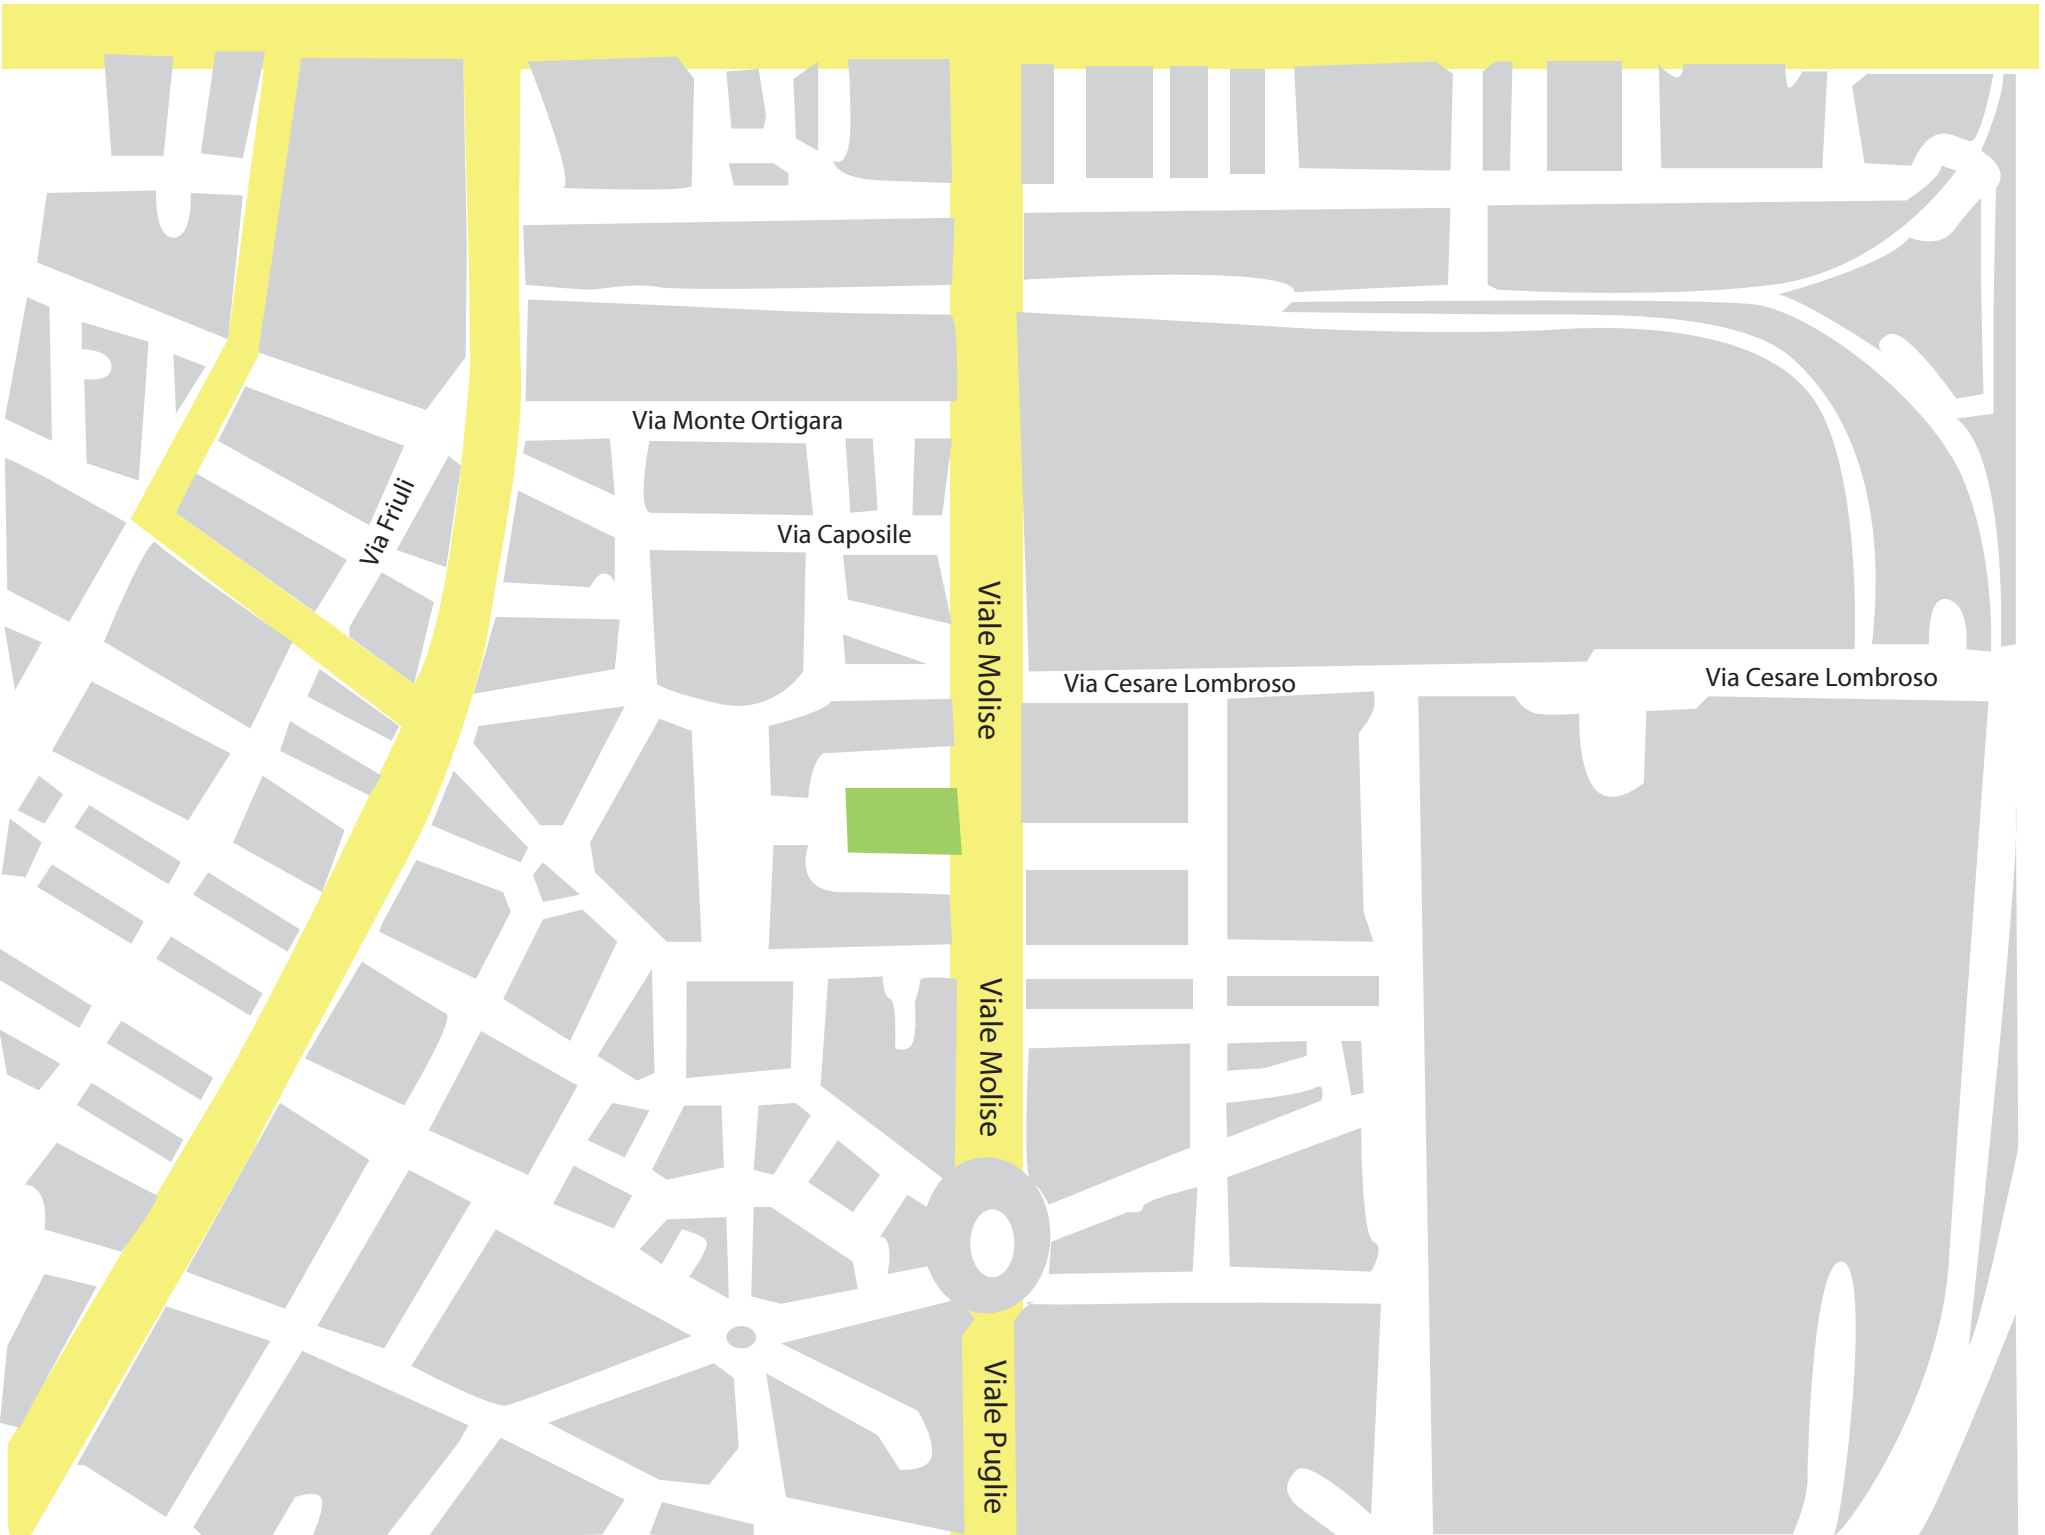 Via Monte Ortigara
Via Friuli
Via Caposile
Viale Molise
Via Cesare Lombroso
Via Cesare Lombroso
Viale Molise
Viale Puglie